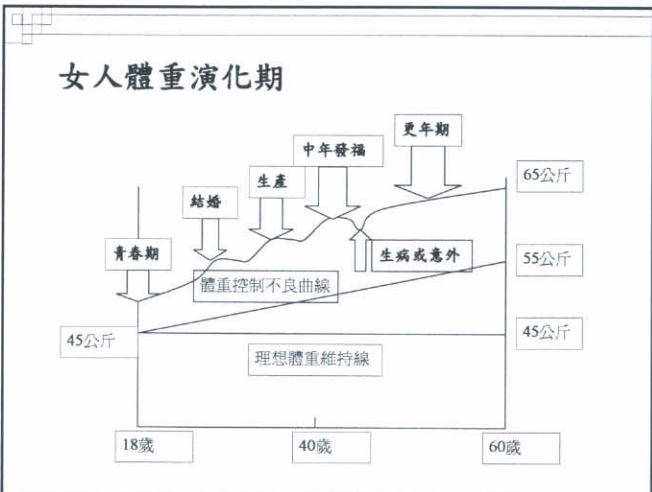 女人體重演化期
更年期
中年發福
生產
結婚
青春期
65公斤
生病或意外
55公斤
體重控制不良曲線
45公斤
45公斤
理想體重維持線
18歲
40歲
60歲